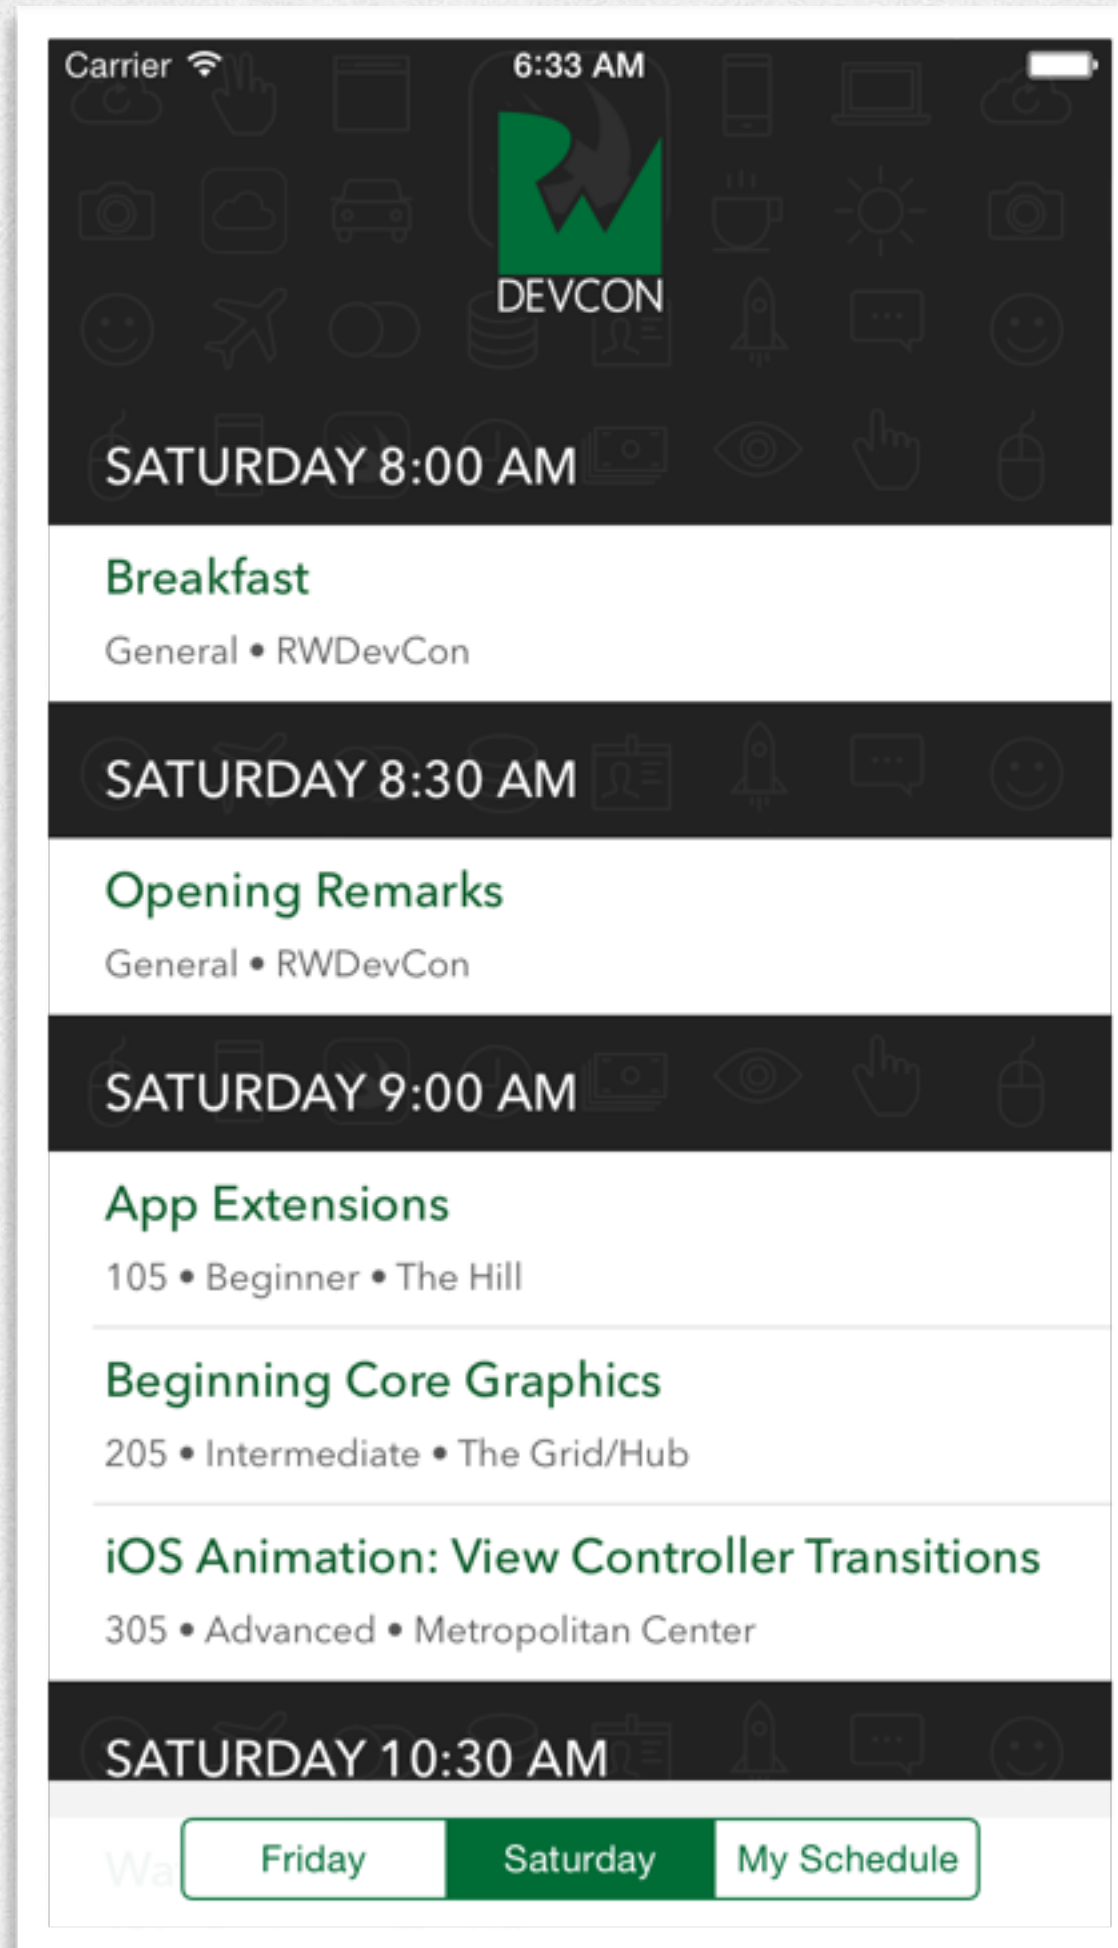 Carrier 6:33 AM
DEVCON
SATURDAY 8:00 AM
Breakfast
General • RWDevCon
SATURDAY 8:30 AM
Opening Remarks
General • RWDevCon
SATURDAY 9:00 AM
App Extensions
105 • Beginner • The Hill
Beginning Core Graphics
205 • Intermediate • The Grid/Hub
iOS Animation: View Controller Transitions
305 • Advanced • Metropolitan Center
SATURDAY 10:30 AM
Friday Saturday My Schedule